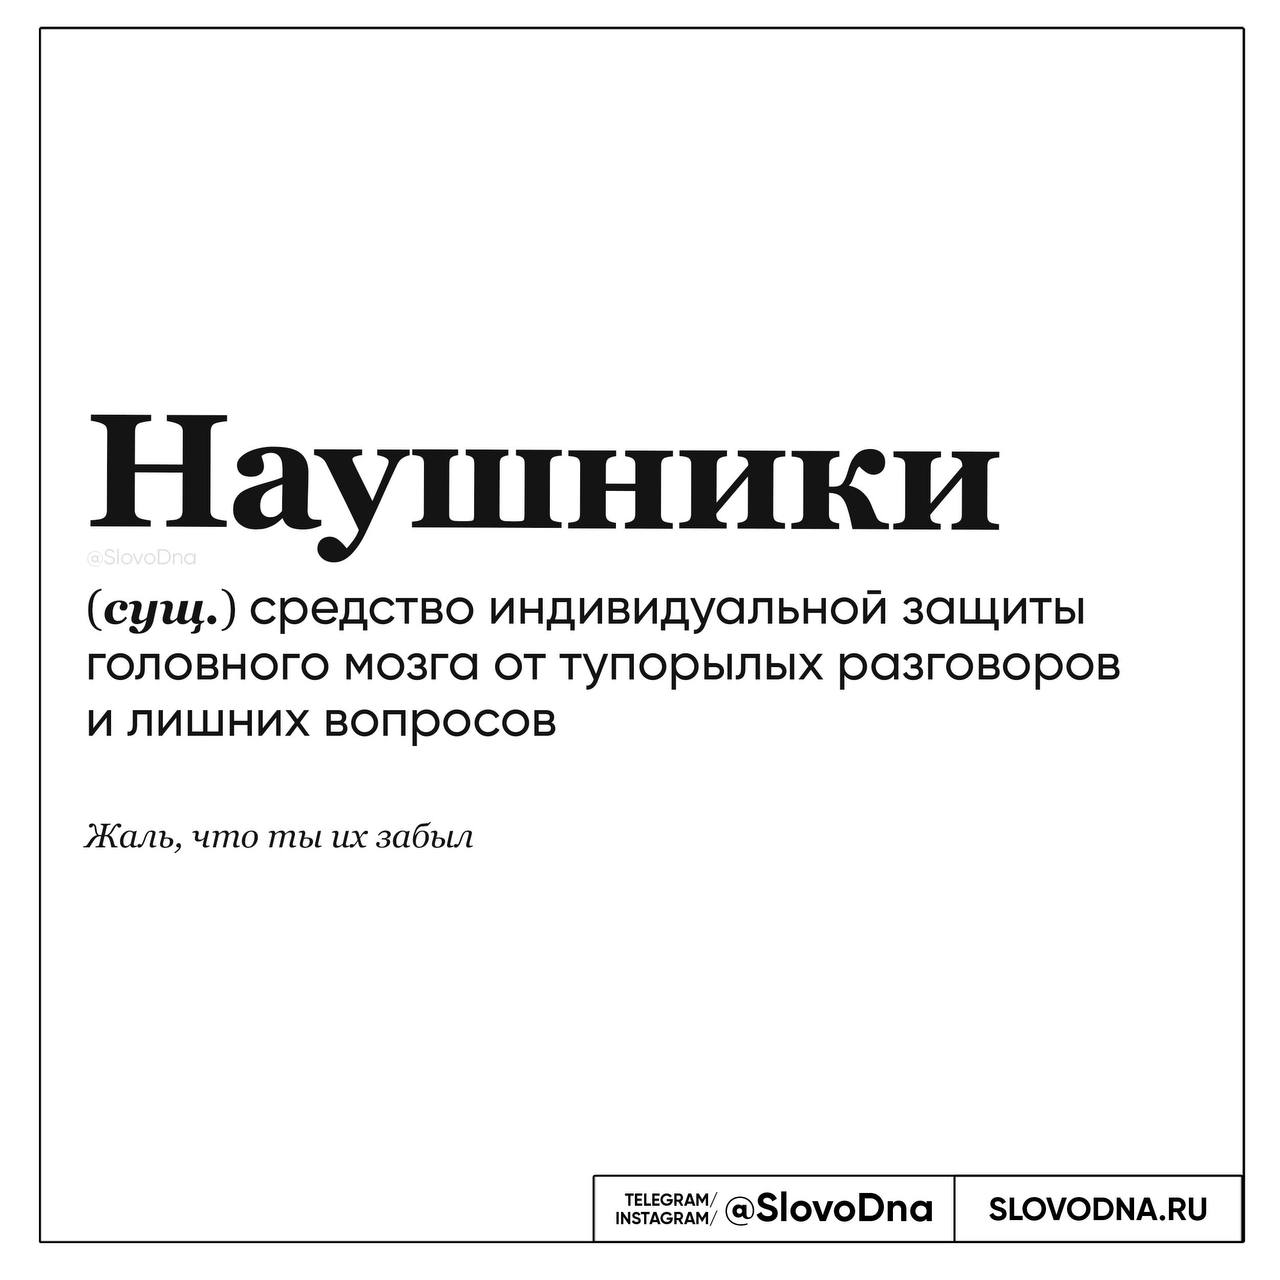 Наушники
@SlovoDna
(сущ.) средство индивидуальной защиты
головного мозга от тупорылых разговоров
и лишних вопросов
Жаль, что ты их забыл
TELEGRAM/
INSTAGRAM/
@SlovoDna
SLOVODNA.RU